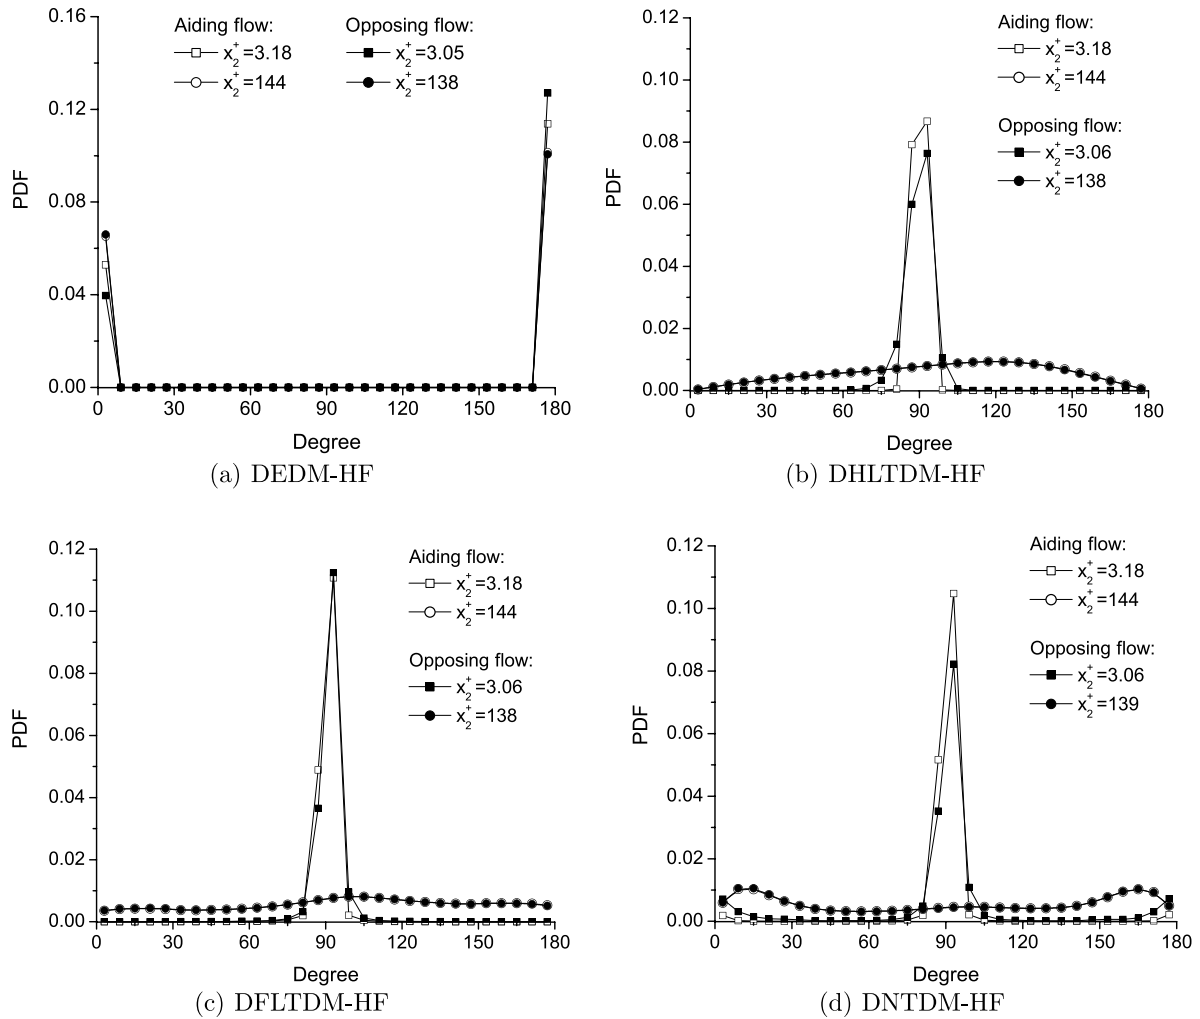 Aiding flow:
x₂⁺=3.18
x₂⁺=144
Opposing flow:
x₂⁺=3.05
x₂⁺=138
0.16
0.12
0.08
0.04
0.00
PDF
0 30 60 90 120 150 180
Degree
(a) DEDM-HF
Aiding flow:
x₂⁺=3.18
x₂⁺=144
Opposing flow:
x₂⁺=3.06
x₂⁺=138
0.12
0.10
0.08
0.06
0.04
0.02
0.00
PDF
0 30 60 90 120 150 180
Degree
(b) DHLTDM-HF
Aiding flow:
x₂⁺=3.18
x₂⁺=144
Opposing flow:
x₂⁺=3.06
x₂⁺=138
0.12
0.10
0.08
0.06
0.04
0.02
0.00
PDF
0 30 60 90 120 150 180
Degree
(c) DFLTDM-HF
Aiding flow:
x₂⁺=3.18
x₂⁺=144
Opposing flow:
x₂⁺=3.06
x₂⁺=139
0.12
0.10
0.08
0.06
0.04
0.02
0.00
PDF
0 30 60 90 120 150 180
Degree
(d) DNTDM-HF